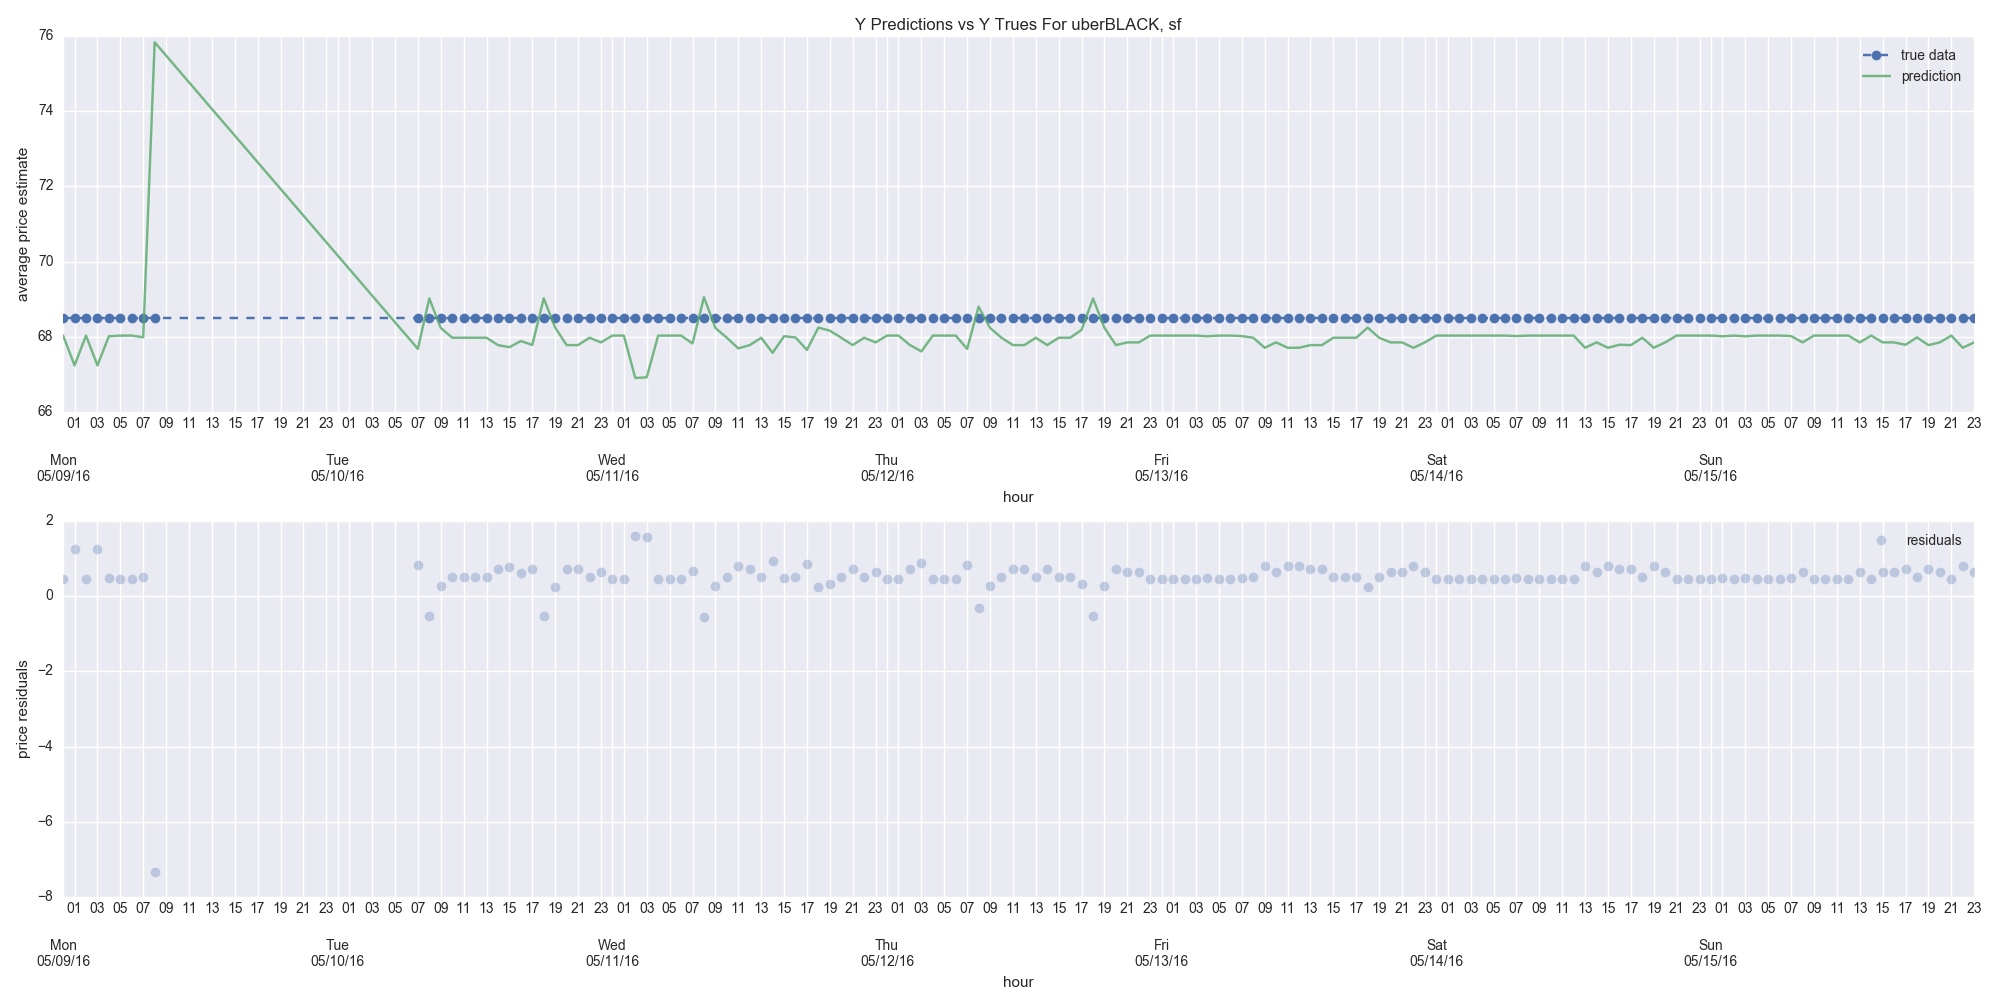 Y Predictions vs Y Trues For uberBLACK, sf
76
74
72
70
68
66
average price estimate
true data
prediction
01 03 05 07 09 11 13 15 17 19 21 23 01 03 05 07 09 11 13 15 17 19 21 23 01 03 05 07 09 11 13 15 17 19 21 23 01 03 05 07 09 11 13 15 17 19 21 23 01 03 05 07 09 11 13 15 17 19 21 23 01 03 05 07 09 11 13 15 17 19 21 23 01 03 05 07 09 11 13 15 17 19 21 23
Mon Tue Wed Thu Fri Sat Sun
05/09/16 05/10/16 05/11/16 05/12/16 05/13/16 05/14/16 05/15/16
hour
2
0
−2
−4
−6
−8
price residuals
residuals
01 03 05 07 09 11 13 15 17 19 21 23 01 03 05 07 09 11 13 15 17 19 21 23 01 03 05 07 09 11 13 15 17 19 21 23 01 03 05 07 09 11 13 15 17 19 21 23 01 03 05 07 09 11 13 15 17 19 21 23 01 03 05 07 09 11 13 15 17 19 21 23 01 03 05 07 09 11 13 15 17 19 21 23
Mon Tue Wed Thu Fri Sat Sun
05/09/16 05/10/16 05/11/16 05/12/16 05/13/16 05/14/16 05/15/16
hour